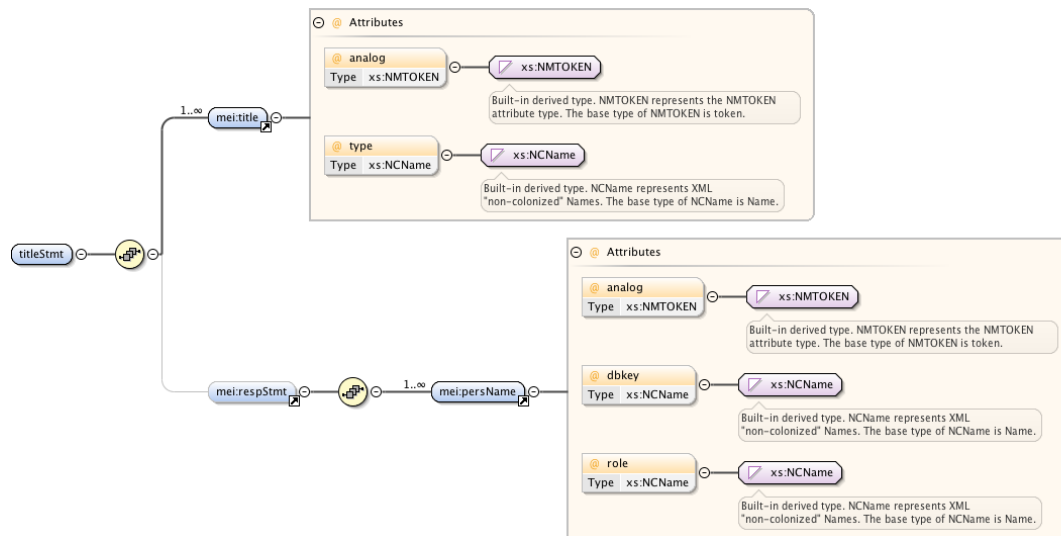 @ Attributes
@ analog
Type xs:NMTOKEN
xs:NMTOKEN
Built-in derived type. NMTOKEN represents the NMTOKEN
attribute type. The base type of NMTOKEN is token.
1..∞
mei:title
@ type
Type xs:NCName
xs:NCName
Built-in derived type. NCName represents XML
"non-colonized" Names. The base type of NCName is Name.
titleStmt
@ Attributes
@ analog
Type xs:NMTOKEN
xs:NMTOKEN
Built-in derived type. NMTOKEN represents the NMTOKEN
attribute type. The base type of NMTOKEN is token.
mei:respStmt
1..∞
mei:persName
@ dbkey
Type xs:NCName
xs:NCName
Built-in derived type. NCName represents XML
"non-colonized" Names. The base type of NCName is Name.
@ role
Type xs:NCName
xs:NCName
Built-in derived type. NCName represents XML
"non-colonized" Names. The base type of NCName is Name.